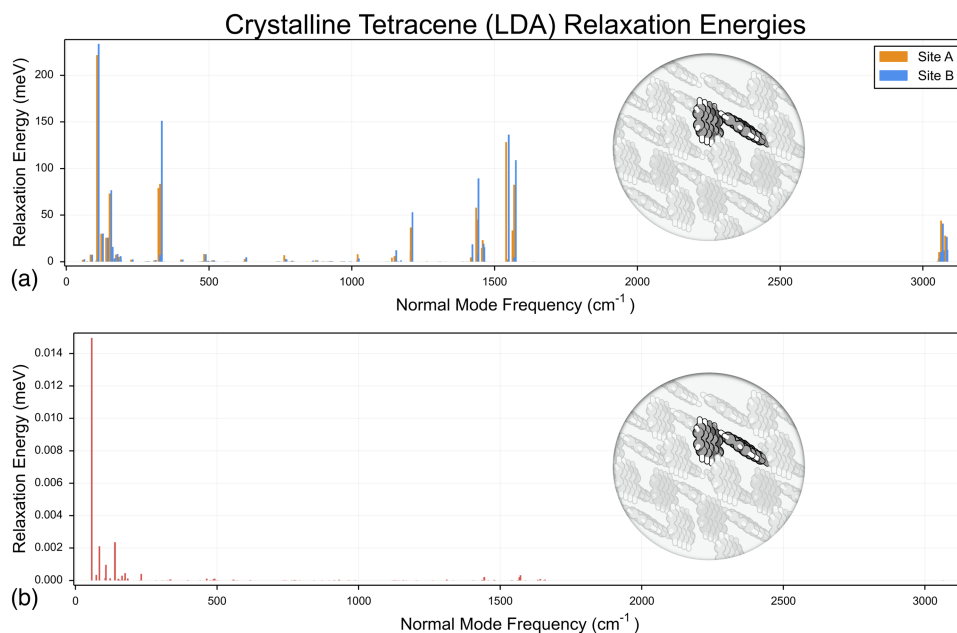 Crystalline Tetracene (LDA) Relaxation Energies
Relaxation Energy (meV)
200
150
100
50
0
Site A
Site B
0 500 1000 1500 2000 2500 3000
(a)
Normal Mode Frequency (cm⁻¹ )
Relaxation Energy (meV)
0.014
0.012
0.010
0.008
0.006
0.004
0.002
0.000
0 500 1000 1500 2000 2500 3000
(b)
Normal Mode Frequency (cm⁻¹ )